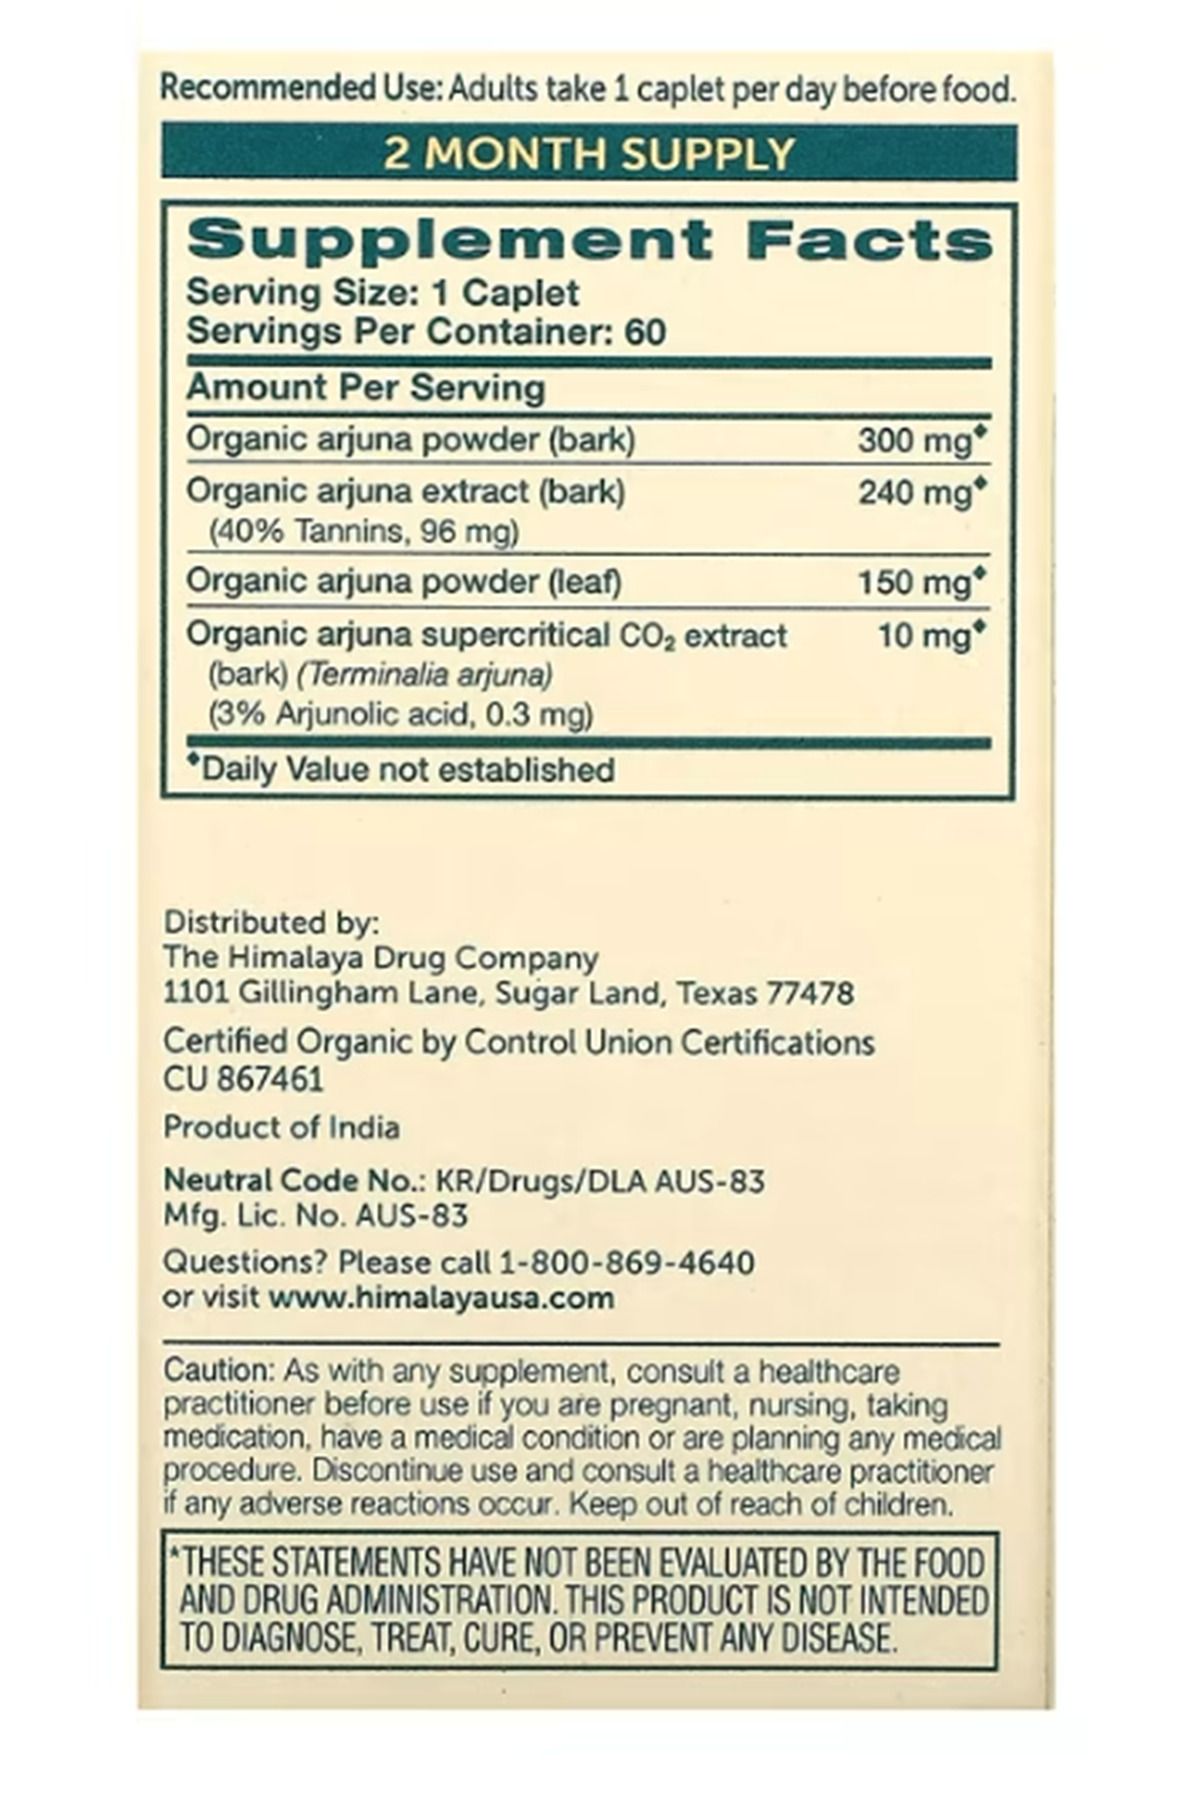 Recommended Use: Adults take 1 caplet per day before food.
2 MONTH SUPPLY
Supplement Facts
Serving Size: 1 Caplet
Servings Per Container: 60
Amount Per Serving
Organic arjuna powder (bark) 300 mg◆
Organic arjuna extract (bark) 240 mg◆
(40% Tannins, 96 mg)
Organic arjuna powder (leaf) 150 mg◆
Organic arjuna supercritical CO₂ extract 10 mg◆
(bark) (Terminalia arjuna)
(3% Arjunolic acid, 0.3 mg)
◆Daily Value not established
Distributed by:
The Himalaya Drug Company
1101 Gillingham Lane, Sugar Land, Texas 77478
Certified Organic by Control Union Certifications
CU 867461
Product of India
Neutral Code No.: KR/Drugs/DLA AUS-83
Mfg. Lic. No. AUS-83
Questions? Please call 1-800-869-4640
or visit www.himalayausa.com
Caution: As with any supplement, consult a healthcare
practitioner before use if you are pregnant, nursing, taking
medication, have a medical condition or are planning any medical
procedure. Discontinue use and consult a healthcare practitioner
if any adverse reactions occur. Keep out of reach of children.
*THESE STATEMENTS HAVE NOT BEEN EVALUATED BY THE FOOD
AND DRUG ADMINISTRATION. THIS PRODUCT IS NOT INTENDED
TO DIAGNOSE, TREAT, CURE, OR PREVENT ANY DISEASE.